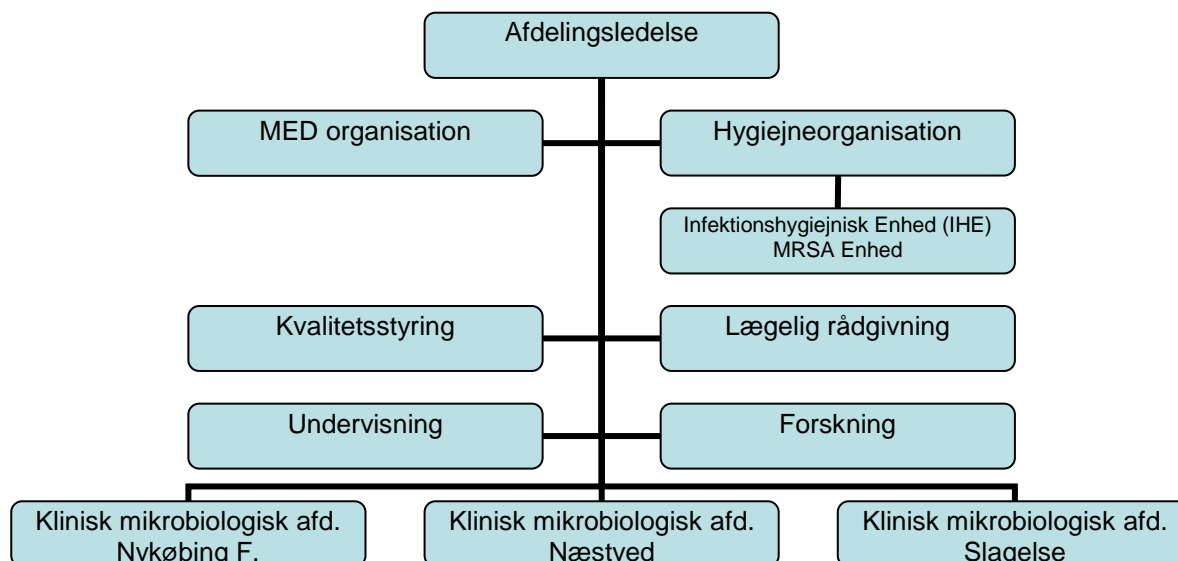 Afdelingsledelse
MED organisation
Hygiejneorganisation
Infektionshygiejnisk Enhed (IHE)
MRSA Enhed
Kvalitetsstyring
Lægelig rådgivning
Undervisning
Forskning
Klinisk mikrobiologisk afd.
Nykøbing F.
Klinisk mikrobiologisk afd.
Næstved
Klinisk mikrobiologisk afd.
Slagelse